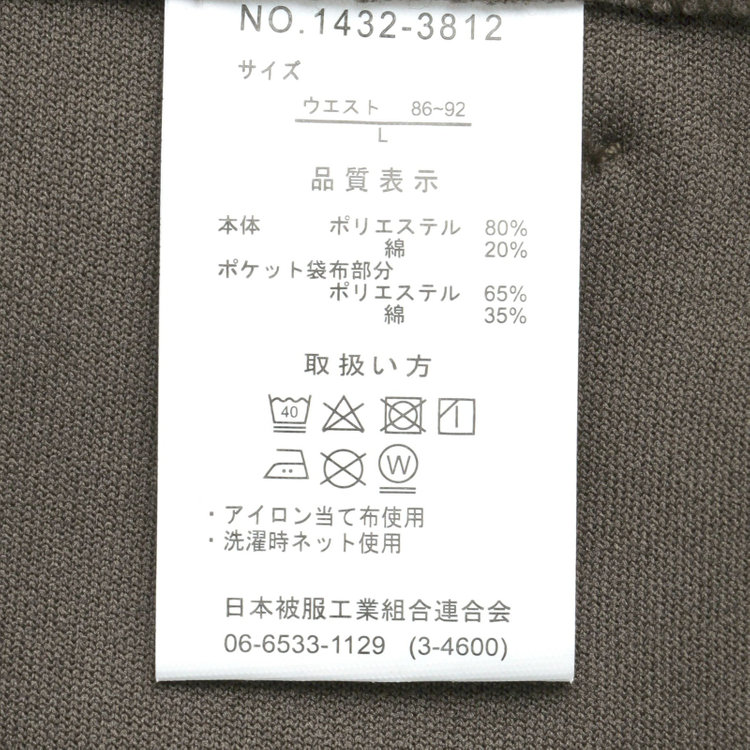 NO.1432-3812
サイズ
ウエスト 86~92
L
品質表示
本体 ポリエステル 80%
綿 20%
ポケット袋布部分
ポリエステル 65%
綿 35%
取扱い方
40
W
・アイロン当て布使用
・洗濯時ネット使用
日本被服工業組合連合会
06-6533-1129 (3-4600)